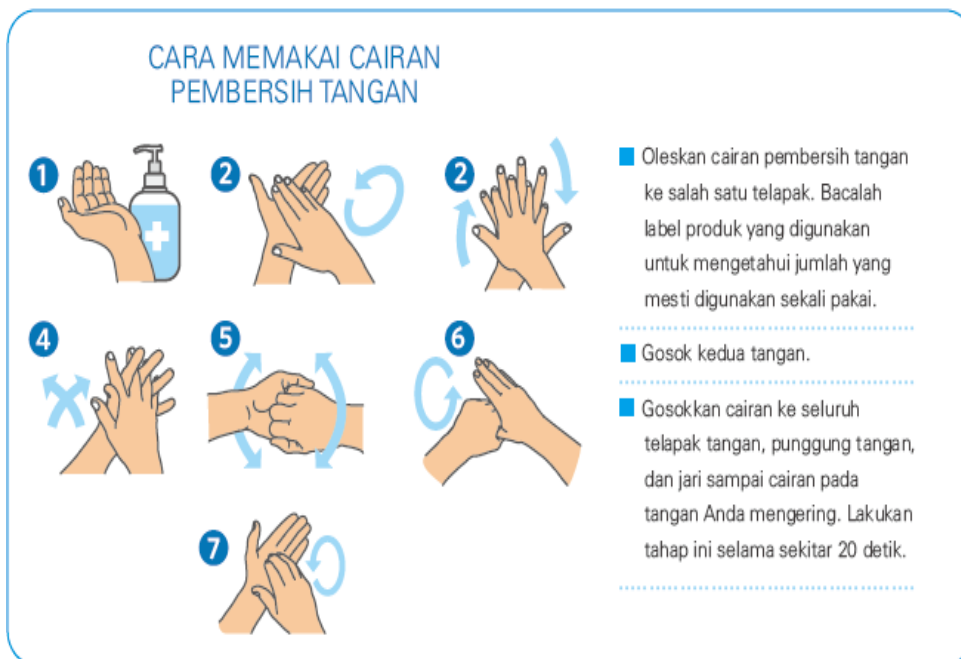 CARA MEMAKAI CAIRAN
PEMBERSIH TANGAN
1
2
2
4
5
6
7
Oleskan cairan pembersih tangan
ke salah satu telapak. Bacalah
label produk yang digunakan
untuk mengetahui jumlah yang
mesti digunakan sekali pakai.
Gosok kedua tangan.
Gosokkan cairan ke seluruh
telapak tangan, punggung tangan,
dan jari sampai cairan pada
tangan Anda mengering. Lakukan
tahap ini selama sekitar 20 detik.